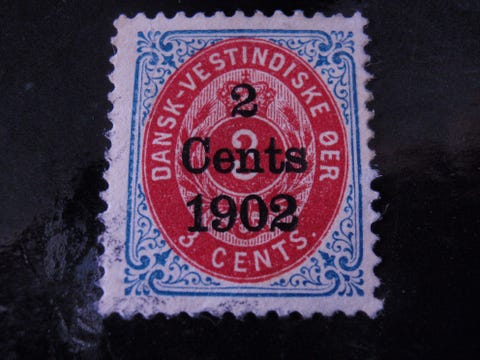 DANSK-VESTINDISKE ØER
2
Cents
1902
3 CENTS.